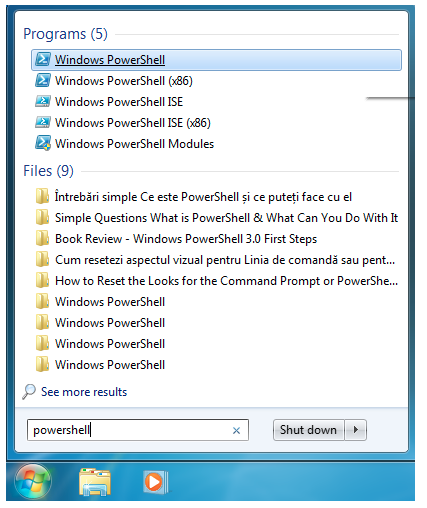 Programs (5)
Windows PowerShell
Windows PowerShell (x86)
Windows PowerShell ISE
Windows PowerShell ISE (x86)
Windows PowerShell Modules
Files (9)
Întrebări simple Ce este PowerShell și ce puteți face cu el
Simple Questions What is PowerShell & What Can You Do With It
Book Review - Windows PowerShell 3.0 First Steps
Cum resetezi aspectul vizual pentru Linia de comandă sau pent...
How to Reset the Looks for the Command Prompt or PowerShe...
Windows PowerShell
Windows PowerShell
Windows PowerShell
Windows PowerShell
See more results
powershell
Shut down